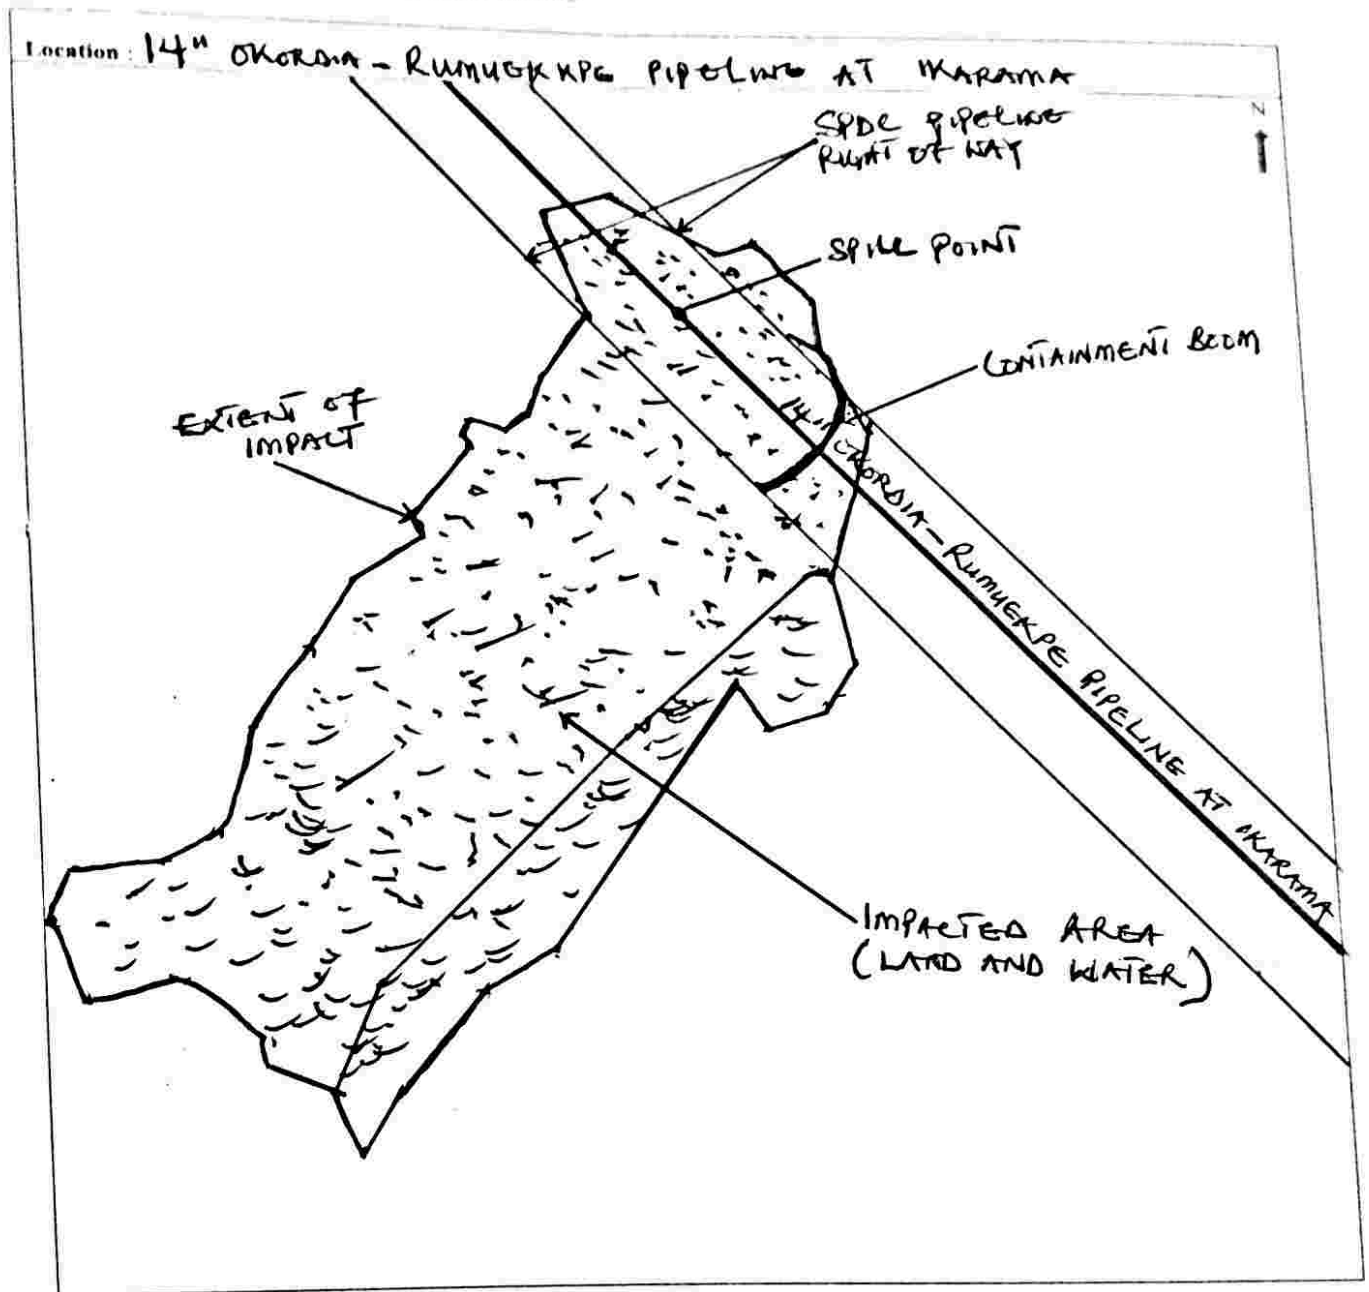 Location : 14" OKORDIA - RUMUEKKPE PIPELINE AT IKARAMA
N
SPDC PIPELINE
RIGHT OF WAY
SPILL POINT
CONTAINMENT BOOM
EXTENT OF
IMPACT
14" OKORDIA - RUMUEKPE PIPELINE AT IKARAMA
IMPACTED AREA
(LAND AND WATER)